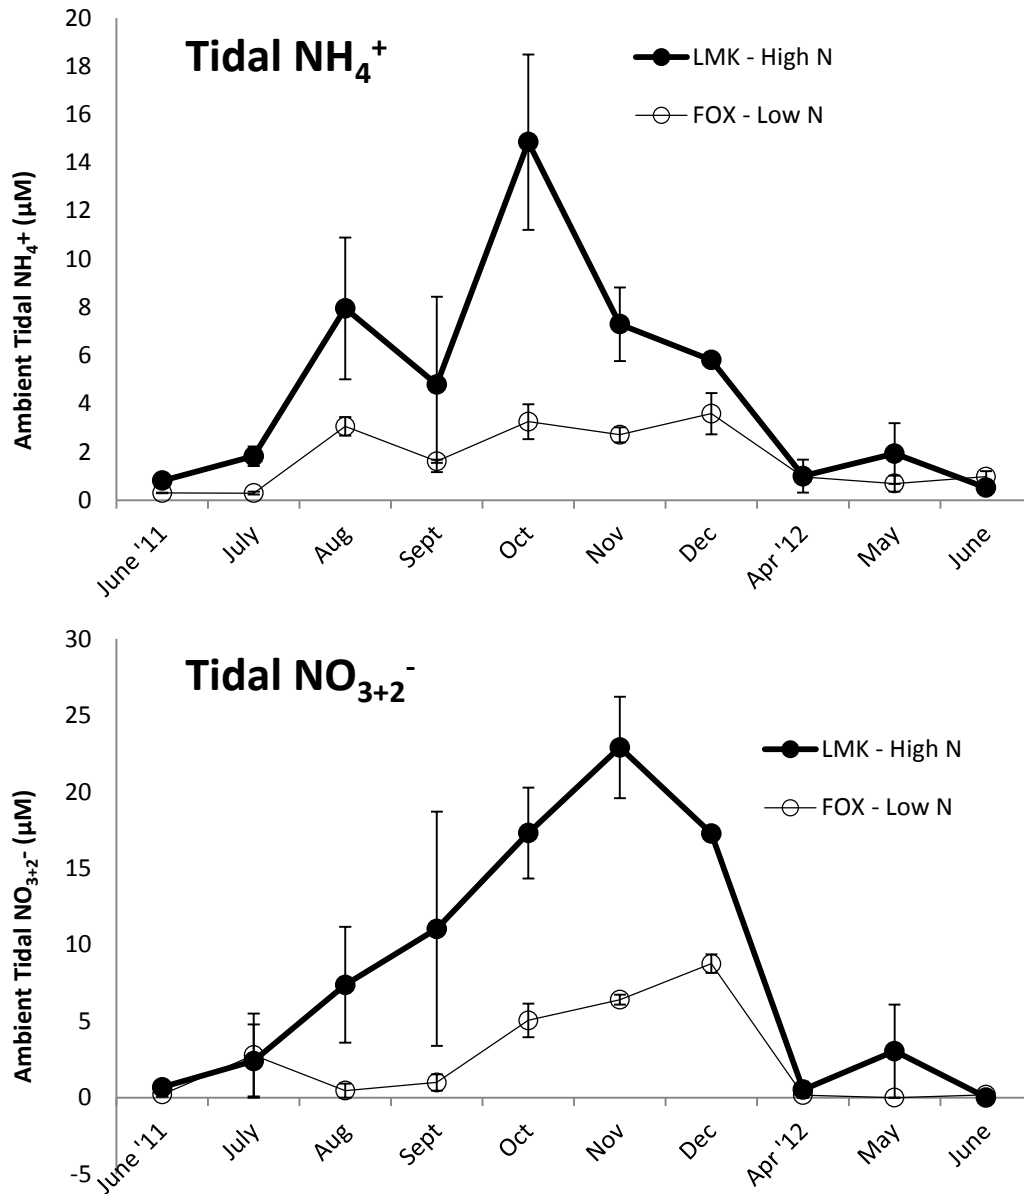 Tidal NH₄⁺
LMK - High N
FOX - Low N
Ambient Tidal NH₄+ (µM)
20
18
16
14
12
10
8
6
4
2
0
June '11
July
Aug
Sept
Oct
Nov
Dec
Apr '12
May
June
Tidal NO₃₊₂⁻
LMK - High N
FOX - Low N
Ambient Tidal NO₃₊₂- (µM)
30
25
20
15
10
5
0
-5
June '11
July
Aug
Sept
Oct
Nov
Dec
Apr '12
May
June